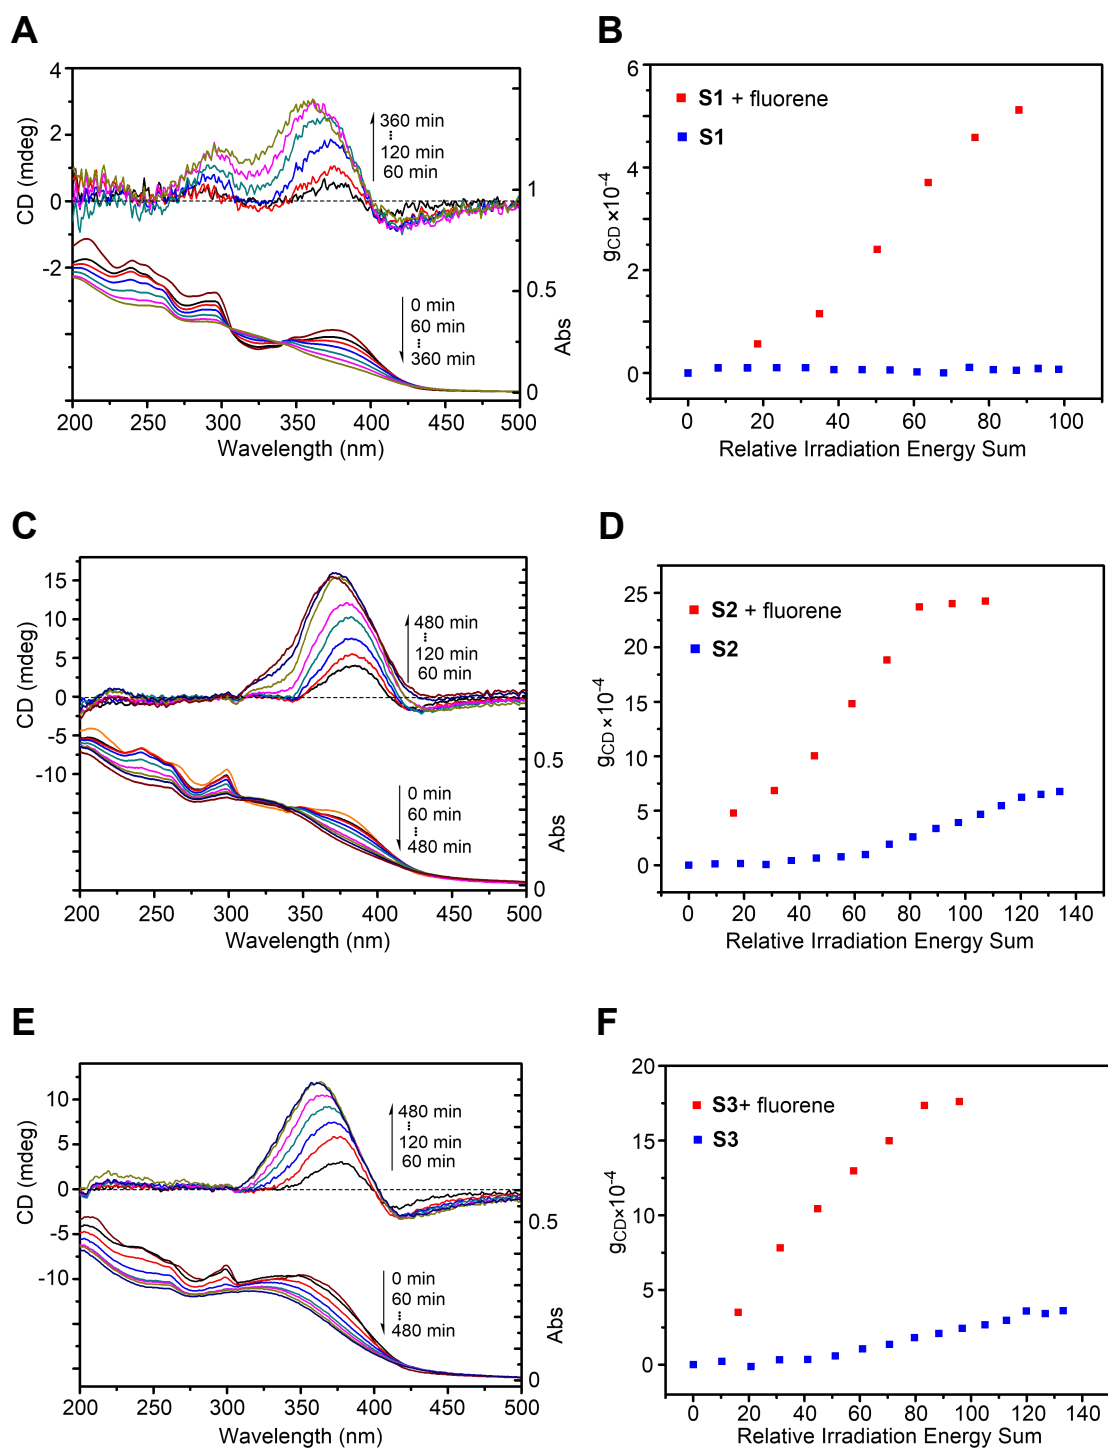 A
4
2
0
-2
CD (mdeg)
360 min
120 min
60 min
0 min
60 min
360 min
1
0.5
0
Abs
200 250 300 350 400 450 500
Wavelength (nm)
B
6
4
2
0
gCD ×10⁻⁴
S1 + fluorene
S1
0 20 40 60 80 100
Relative Irradiation Energy Sum
C
15
10
5
0
-5
-10
CD (mdeg)
480 min
120 min
60 min
0 min
60 min
480 min
0.5
0
Abs
200 250 300 350 400 450 500
Wavelength (nm)
D
25
20
15
10
5
0
gCD ×10⁻⁴
S2 + fluorene
S2
0 20 40 60 80 100 120 140
Relative Irradiation Energy Sum
E
10
5
0
-5
-10
CD (mdeg)
480 min
120 min
60 min
0 min
60 min
480 min
0.5
0
Abs
200 250 300 350 400 450 500
Wavelength (nm)
F
20
15
10
5
0
gCD×10⁻⁴
S3+ fluorene
S3
0 20 40 60 80 100 120 140
Relative Irradiation Energy Sum